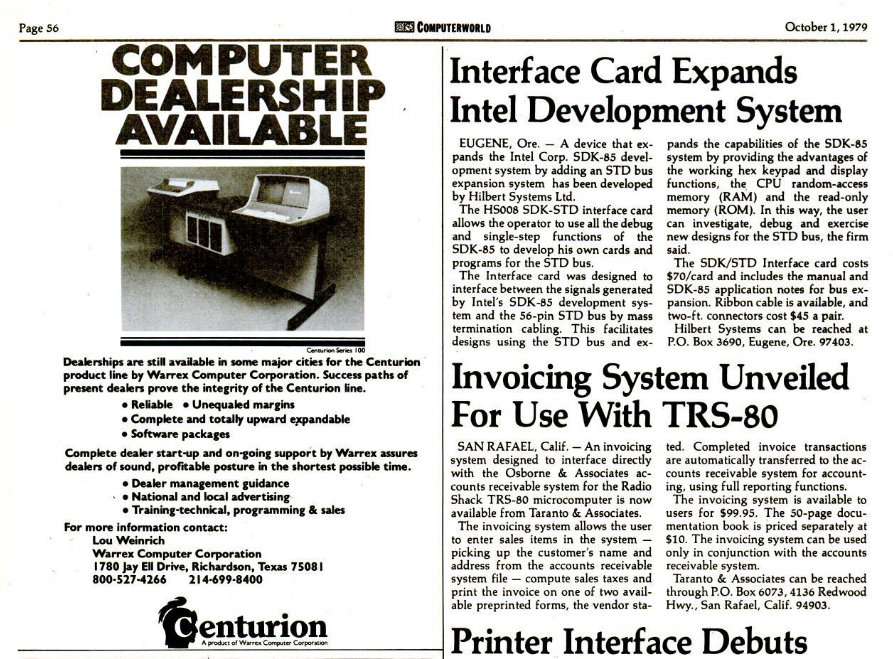 Page 56
COMPUTERWORLD
October 1, 1979
COMPUTER
DEALERSHIP
AVAILABLE
Centurion Series 100
Dealerships are still available in some major cities for the Centurion
product line by Warrex Computer Corporation. Success paths of
present dealers prove the integrity of the Centurion line.
• Reliable • Unequaled margins
• Complete and totally upward expandable
• Software packages
Complete dealer start-up and on-going support by Warrex assures
dealers of sound, profitable posture in the shortest possible time.
• Dealer management guidance
• National and local advertising
• Training-technical, programming & sales
For more information contact:
Lou Weinrich
Warrex Computer Corporation
1780 Jay Ell Drive, Richardson, Texas 75081
800-527-4266 214-699-8400
Centurion
A product of Warrex Computer Corporation
Interface Card Expands
Intel Development System
EUGENE, Ore. — A device that ex-
pands the Intel Corp. SDK-85 devel-
opment system by adding an STD bus
expansion system has been developed
by Hilbert Systems Ltd.
The HS008 SDK-STD interface card
allows the operator to use all the debug
and single-step functions of the
SDK-85 to develop his own cards and
programs for the STD bus.
The Interface card was designed to
interface between the signals generated
by Intel's SDK-85 development sys-
tem and the 56-pin STD bus by mass
termination cabling. This facilitates
designs using the STD bus and ex-
pands the capabilities of the SDK-85
system by providing the advantages of
the working hex keypad and display
functions, the CPU random-access
memory (RAM) and the read-only
memory (ROM). In this way, the user
can investigate, debug and exercise
new designs for the STD bus, the firm
said.
The SDK/STD Interface card costs
$70/card and includes the manual and
SDK-85 application notes for bus ex-
pansion. Ribbon cable is available, and
two-ft. connectors cost $45 a pair.
Hilbert Systems can be reached at
P.O. Box 3690, Eugene, Ore. 97403.
Invoicing System Unveiled
For Use With TRS-80
SAN RAFAEL, Calif. — An invoicing
system designed to interface directly
with the Osborne & Associates ac-
counts receivable system for the Radio
Shack TRS-80 microcomputer is now
available from Taranto & Associates.
The invoicing system allows the user
to enter sales items in the system —
picking up the customer's name and
address from the accounts receivable
system file — compute sales taxes and
print the invoice on one of two avail-
able preprinted forms, the vendor sta-
ted. Completed invoice transactions
are automatically transferred to the ac-
counts receivable system for account-
ing, using full reporting functions.
The invoicing system is available to
users for $99.95. The 50-page docu-
mentation book is priced separately at
$10. The invoicing system can be used
only in conjunction with the accounts
receivable system.
Taranto & Associates can be reached
through P.O. Box 6073, 4136 Redwood
Hwy., San Rafael, Calif. 94903.
Printer Interface Debuts